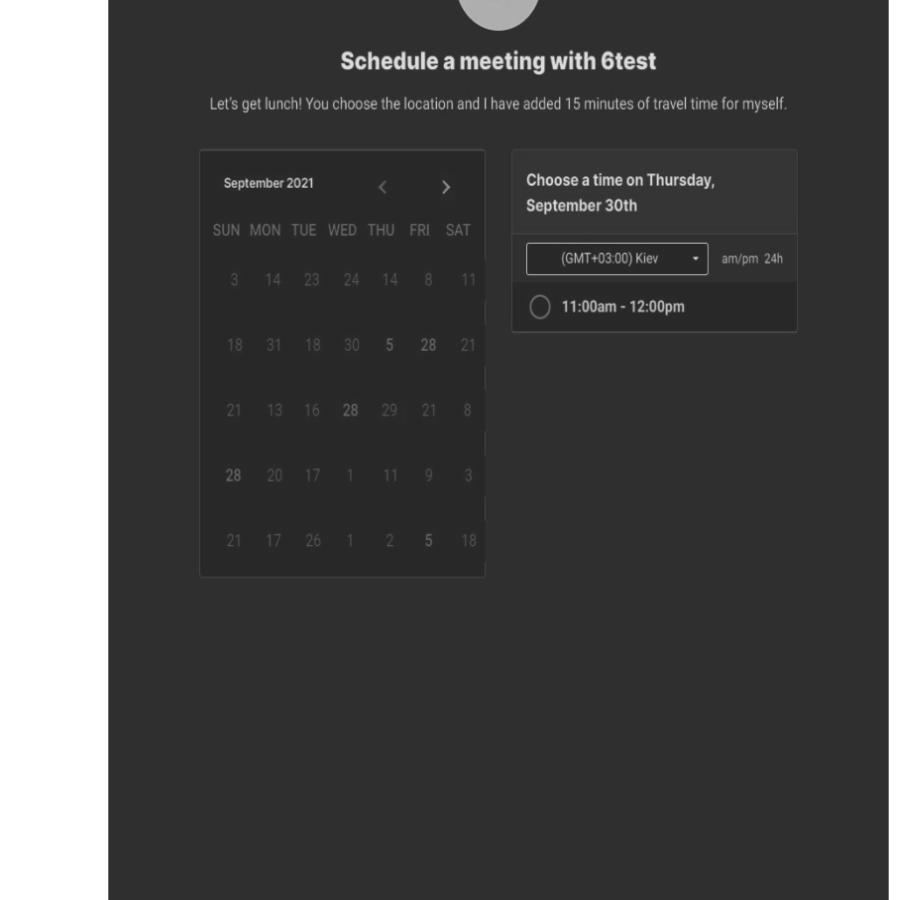 Schedule a meeting with 6test
Let's get lunch! You choose the location and I have added 15 minutes of travel time for myself.
September 2021
SUN MON TUE WED THU FRI SAT
3 14 23 24 14 8 11
18 31 18 30 5 28 21
21 13 16 28 29 21 8
28 20 17 1 11 9 3
21 17 26 1 2 5 18
Choose a time on Thursday,
September 30th
(GMT+03:00) Kiev am/pm 24h
11:00am - 12:00pm